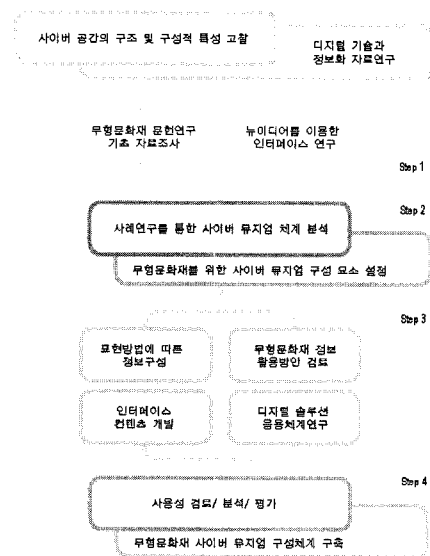 사이버 공간의 구조 및 구성적 특성 고찰
디지털 기술과
정보화 자료연구
무형문화재 문헌연구
기초 자료조사
뉴미디어를 이용한
인터페이스 연구
Step 1
Step 2
사례연구를 통한 사이버 뮤지엄 체계 분석
무형문화재를 위한 사이버 뮤지엄 구성 요소 설정
Step 3
표현방법에 따른
정보구성
무형문화재 정보
활용방안 검토
인터페이스
컨텐츠 개발
디지털 솔루션
응용체계연구
Step 4
사용성 검토/ 분석/ 평가
무형문화재 사이버 뮤지엄 구성체계 구축